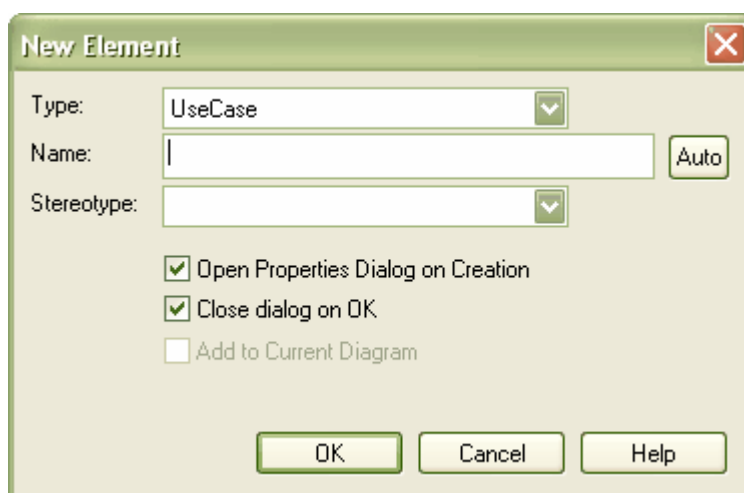 New Element
Type: UseCase
Name: Auto
Stereotype:
Open Properties Dialog on Creation
Close dialog on OK
Add to Current Diagram
OK Cancel Help